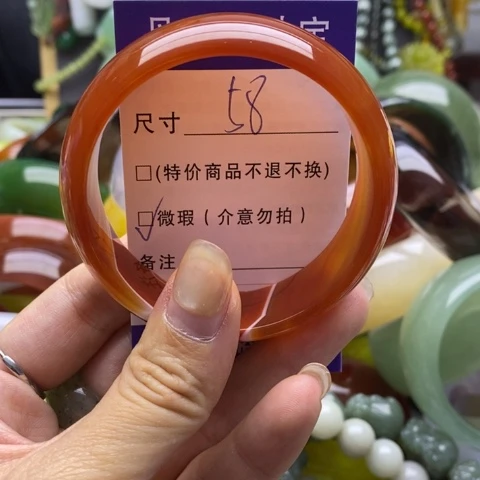 尺寸 58
□(特价商品不退不换)
☑微瑕(介意勿拍)
备注